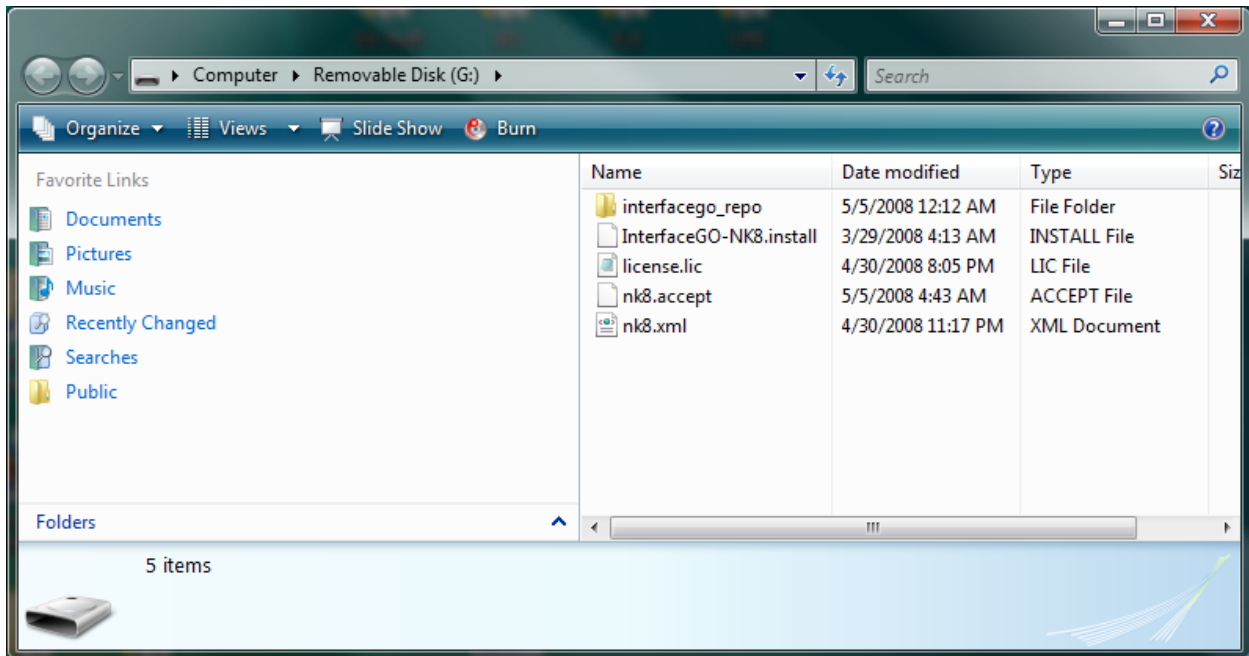 Computer ▸ Removable Disk (G:) ▸
Search
Organize Views Slide Show Burn
Favorite Links
Documents
Pictures
Music
Recently Changed
Searches
Public
Folders
Name Date modified Type Siz
interfacego_repo 5/5/2008 12:12 AM File Folder
InterfaceGO-NK8.install 3/29/2008 4:13 AM INSTALL File
license.lic 4/30/2008 8:05 PM LIC File
nk8.accept 5/5/2008 4:43 AM ACCEPT File
nk8.xml 4/30/2008 11:17 PM XML Document
5 items